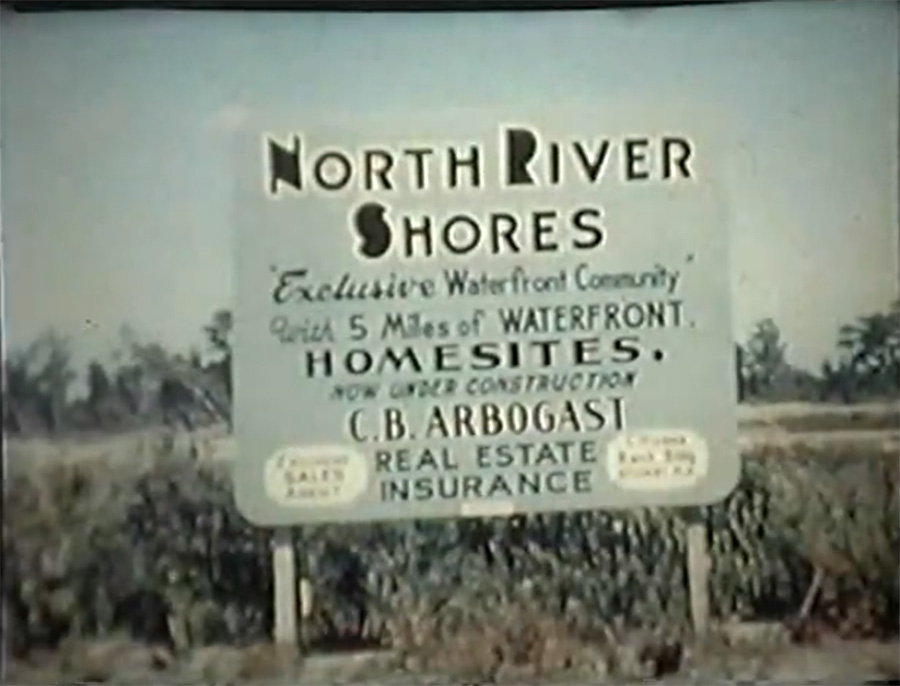 NORTH RIVER
SHORES
"Exclusive Waterfront Community"
with 5 Miles of WATERFRONT.
HOMESITES.
NOW UNDER CONSTRUCTION
C.B. ARBOGAST
REAL ESTATE
INSURANCE
SALES
AGENT
Bldg